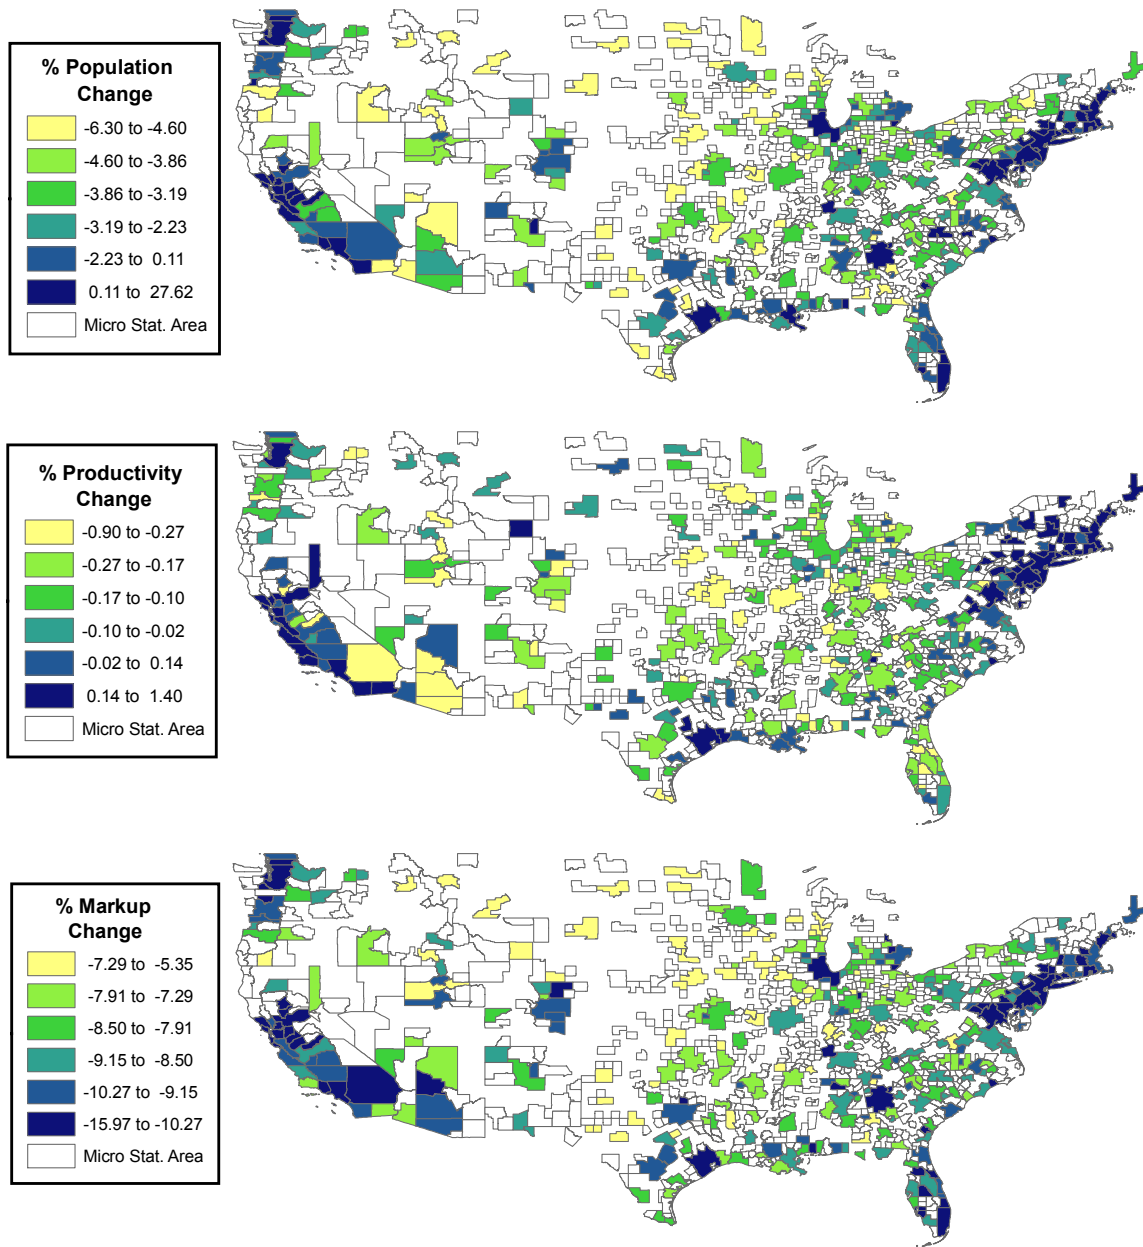 % Population
Change
-6.30 to -4.60
-4.60 to -3.86
-3.86 to -3.19
-3.19 to -2.23
-2.23 to 0.11
0.11 to 27.62
Micro Stat. Area
% Productivity
Change
-0.90 to -0.27
-0.27 to -0.17
-0.17 to -0.10
-0.10 to -0.02
-0.02 to 0.14
0.14 to 1.40
Micro Stat. Area
% Markup
Change
-7.29 to -5.35
-7.91 to -7.29
-8.50 to -7.91
-9.15 to -8.50
-10.27 to -9.15
-15.97 to -10.27
Micro Stat. Area